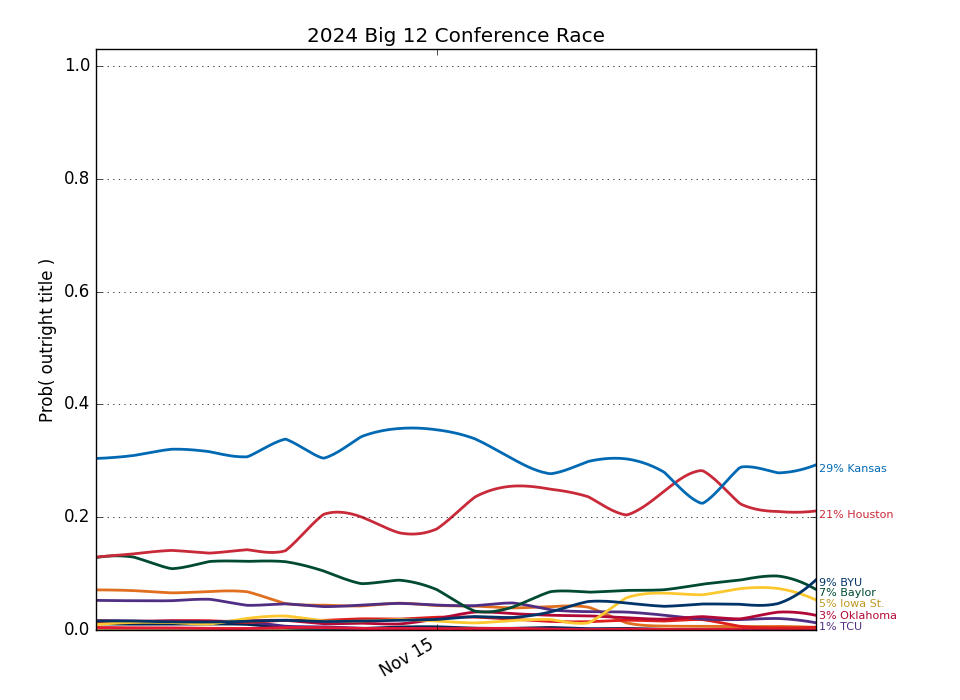 2024 Big 12 Conference Race
1.0
0.8
0.6
0.4
0.2
0.0
Prob( outright title )
Nov 15
29% Kansas
21% Houston
9% BYU
7% Baylor
5% Iowa St.
3% Oklahoma
1% TCU